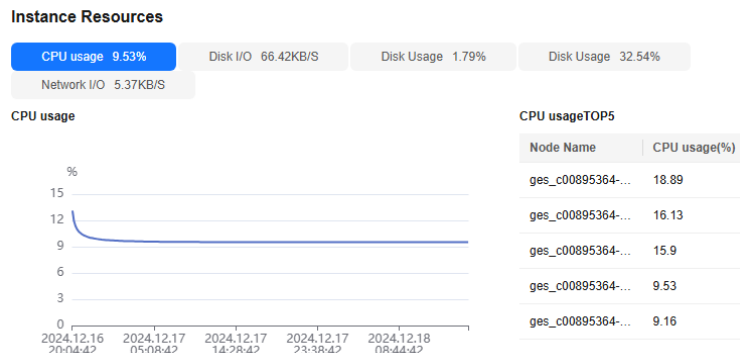 Instance Resources
CPU usage 9.53% Disk I/O 66.42KB/S Disk Usage 1.79% Disk Usage 32.54%
Network I/O 5.37KB/S
CPU usage
%
15
12
9
6
3
0
2024.12.16 2024.12.17 2024.12.17 2024.12.17 2024.12.18
20:04:42 05:08:42 14:28:42 23:38:42 08:44:42
CPU usageTOP5
Node Name CPU usage(%)
ges_c00895364-... 18.89
ges_c00895364-... 16.13
ges_c00895364-... 15.9
ges_c00895364-... 9.53
ges_c00895364-... 9.16